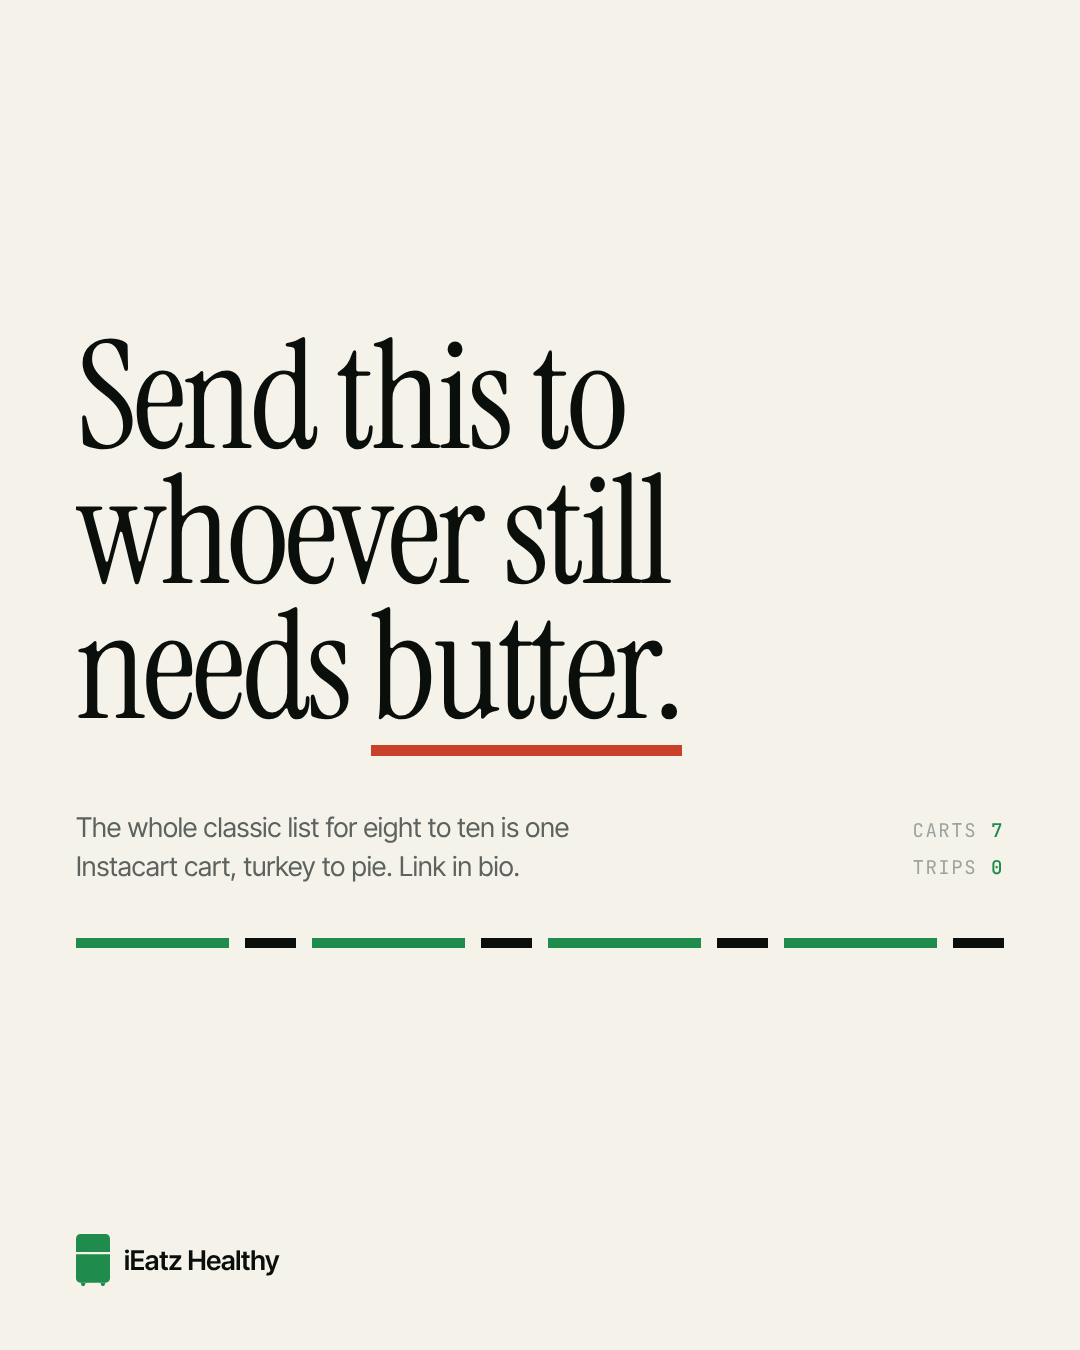 Send this to
whoever still
needs butter.
The whole classic list for eight to ten is one
Instacart cart, turkey to pie. Link in bio.
CARTS 7
TRIPS 0
iEatz Healthy